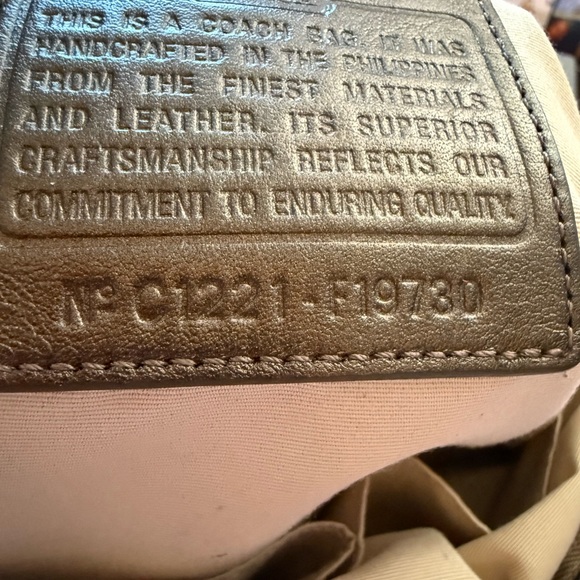 THIS IS A COACH BAG. IT WAS
HANDCRAFTED IN THE PHILIPPINES
FROM THE FINEST MATERIALS
AND LEATHER. ITS SUPERIOR
CRAFTSMANSHIP REFLECTS OUR
COMMITMENT TO ENDURING QUALITY.
Nº C1221-F19730